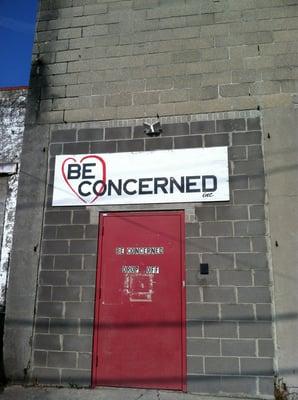 BE
CONCERNED
inc.
BE CONCERNED
DROP OFF